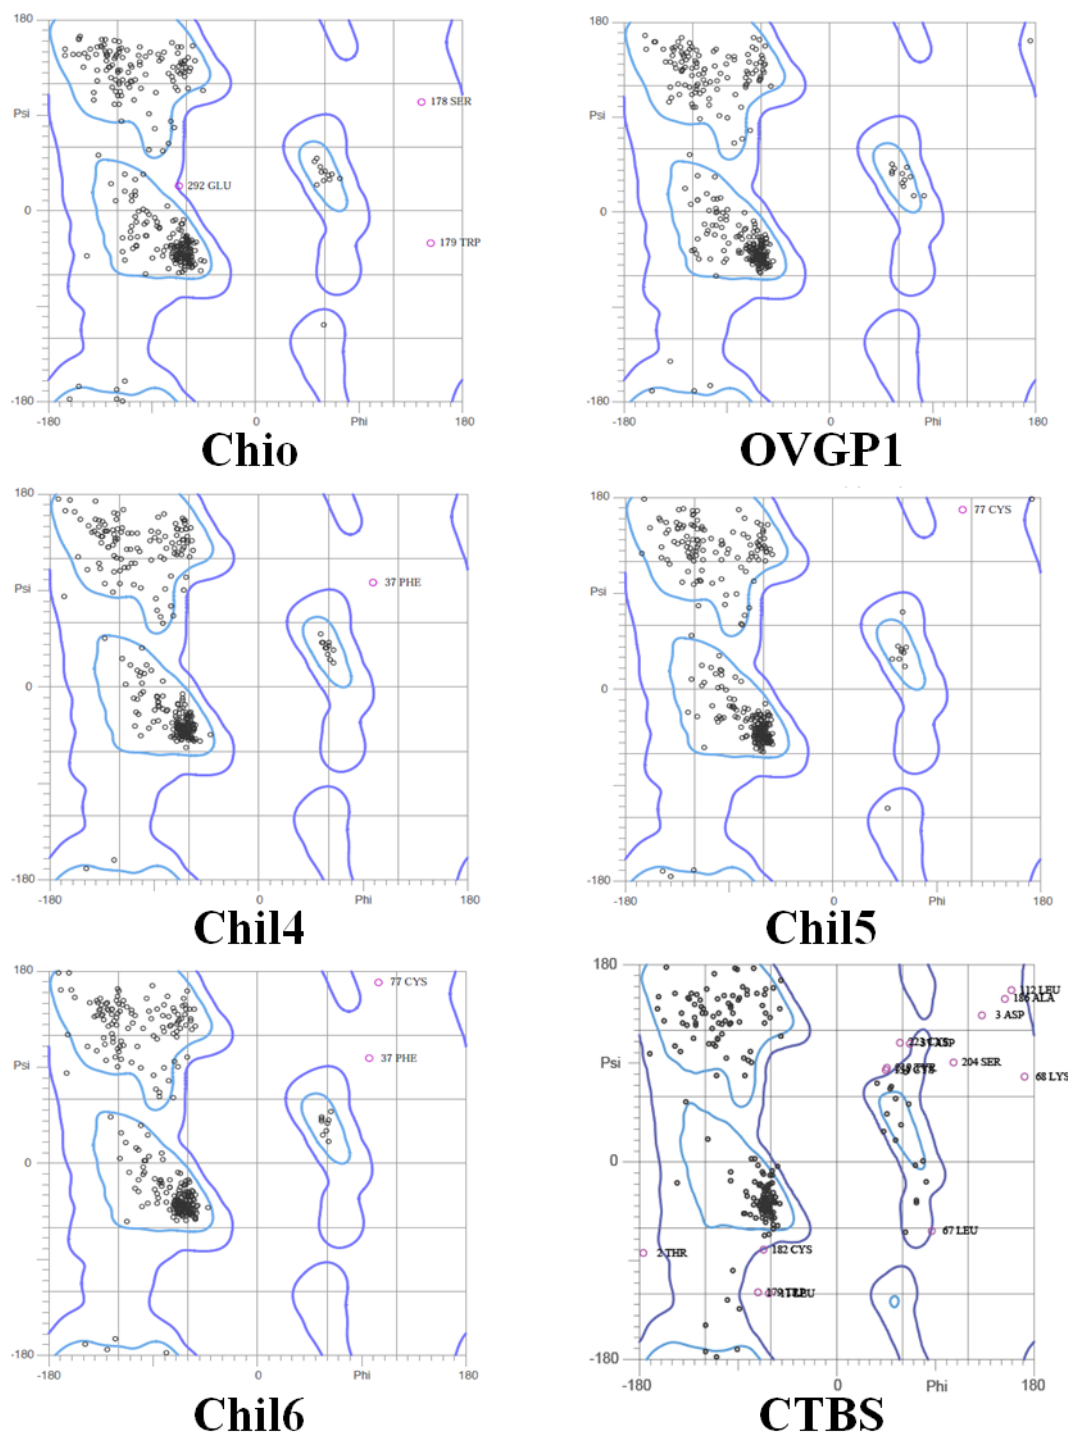 180
Psi
0
-180
-180
0
Phi
180
178 SER
292 GLU
179 TRP
Chio
180
Psi
0
-180
-180
0
Phi
180
OVGP1
180
Psi
0
-180
-180
0
Phi
180
37 PHE
Chil4
180
Psi
0
-180
-180
0
Phi
180
77 CYS
Chil5
180
Psi
0
-180
-180
0
Phi
180
77 CYS
37 PHE
Chil6
180
Psi
0
-180
-180
0
Phi
180
112 LEU
186 ALA
3 ASP
204 SER
68 LYS
67 LEU
2 THR
182 CYS
CTBS